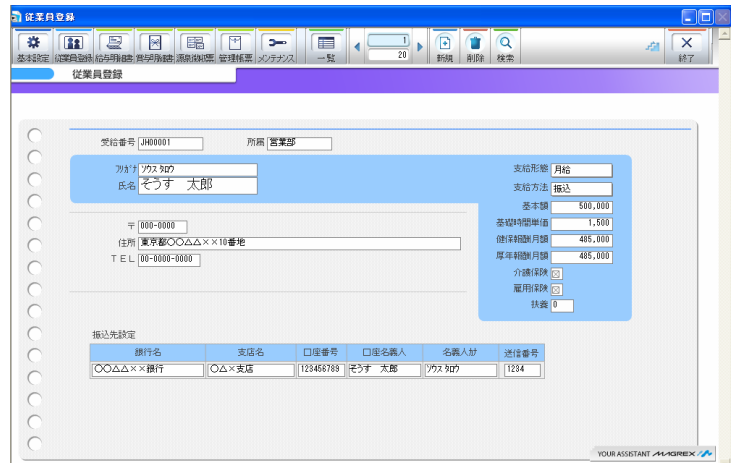 従業員登録
基本設定 従業員登録 給与明細書 賞与明細書 源泉徴収票 管理帳票 メンテナンス 一覧 1 20 新規 削除 検索 終了
従業員登録
受給番号 JH00001 所属 営業部
フリガナ ソウス タロウ 支給形態 月給
氏名 そうす 太郎 支給方法 振込
基本額 500,000
〒 000-0000 基礎時間単価 1,500
住所 東京都〇〇△△××10番地 健保報酬月額 485,000
TEL 00-0000-0000 厚年報酬月額 485,000
介護保険
雇用保険
扶養 0
振込先設定
銀行名 支店名 口座番号 口座名義人 名義人カナ 送信番号
〇〇△△××銀行 〇△×支店 123456789 そうす 太郎 ソウス タロウ 1234
YOUR ASSISTANT MAGREX